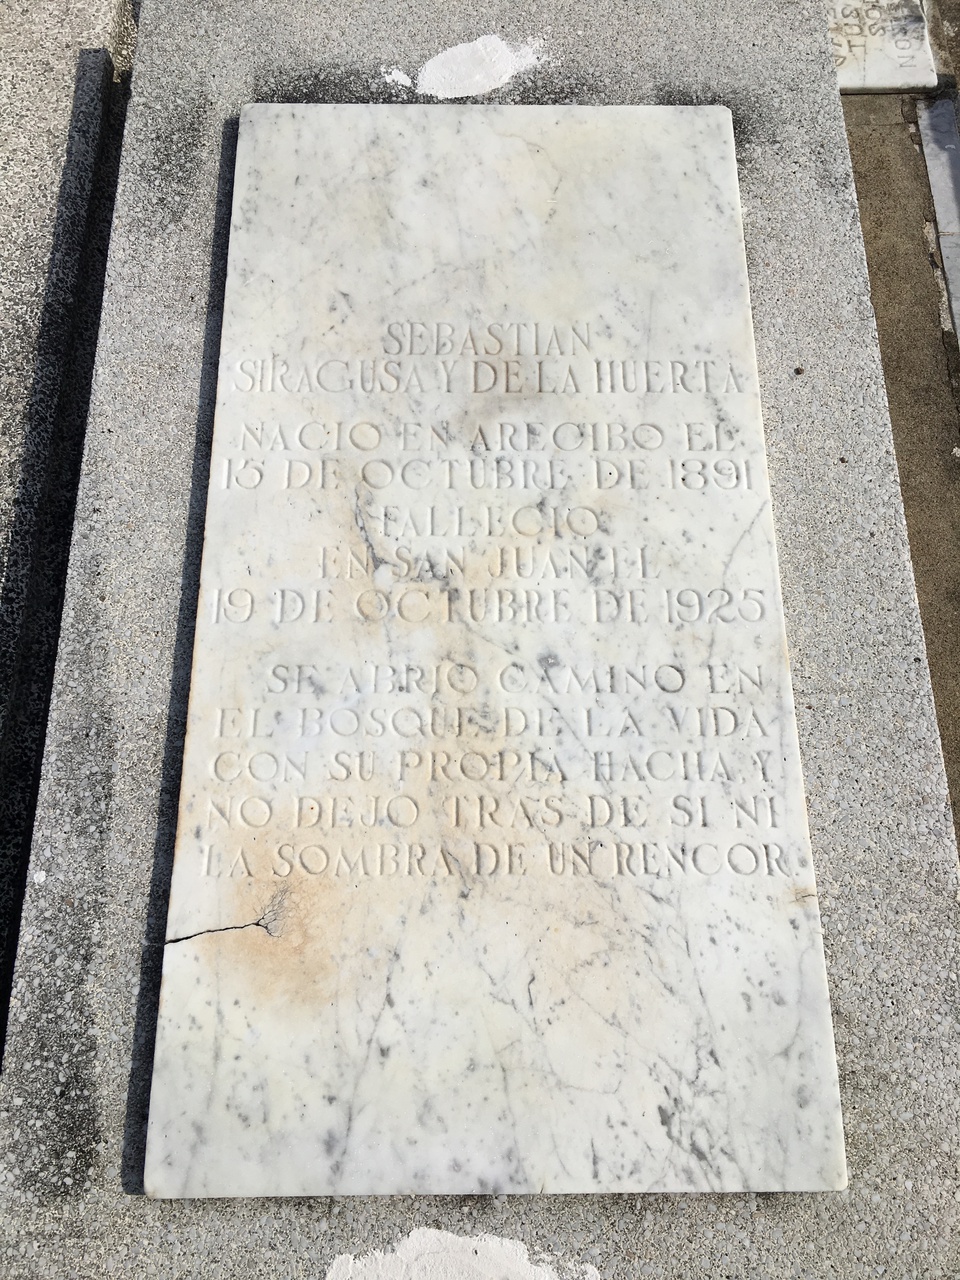 SEBASTIAN
SIRAGUSA Y DE LA HUERTA
NACIO EN ARECIBO EL
15 DE OCTUBRE DE 1891
FALLECIO
EN SAN JUAN EL
19 DE OCTUBRE DE 1925
SE ABRIO CAMINO EN
EL BOSQUE DE LA VIDA
CON SU PROPIA HACHA, Y
NO DEJO TRAS DE SI NI
LA SOMBRA DE UN RENCOR.